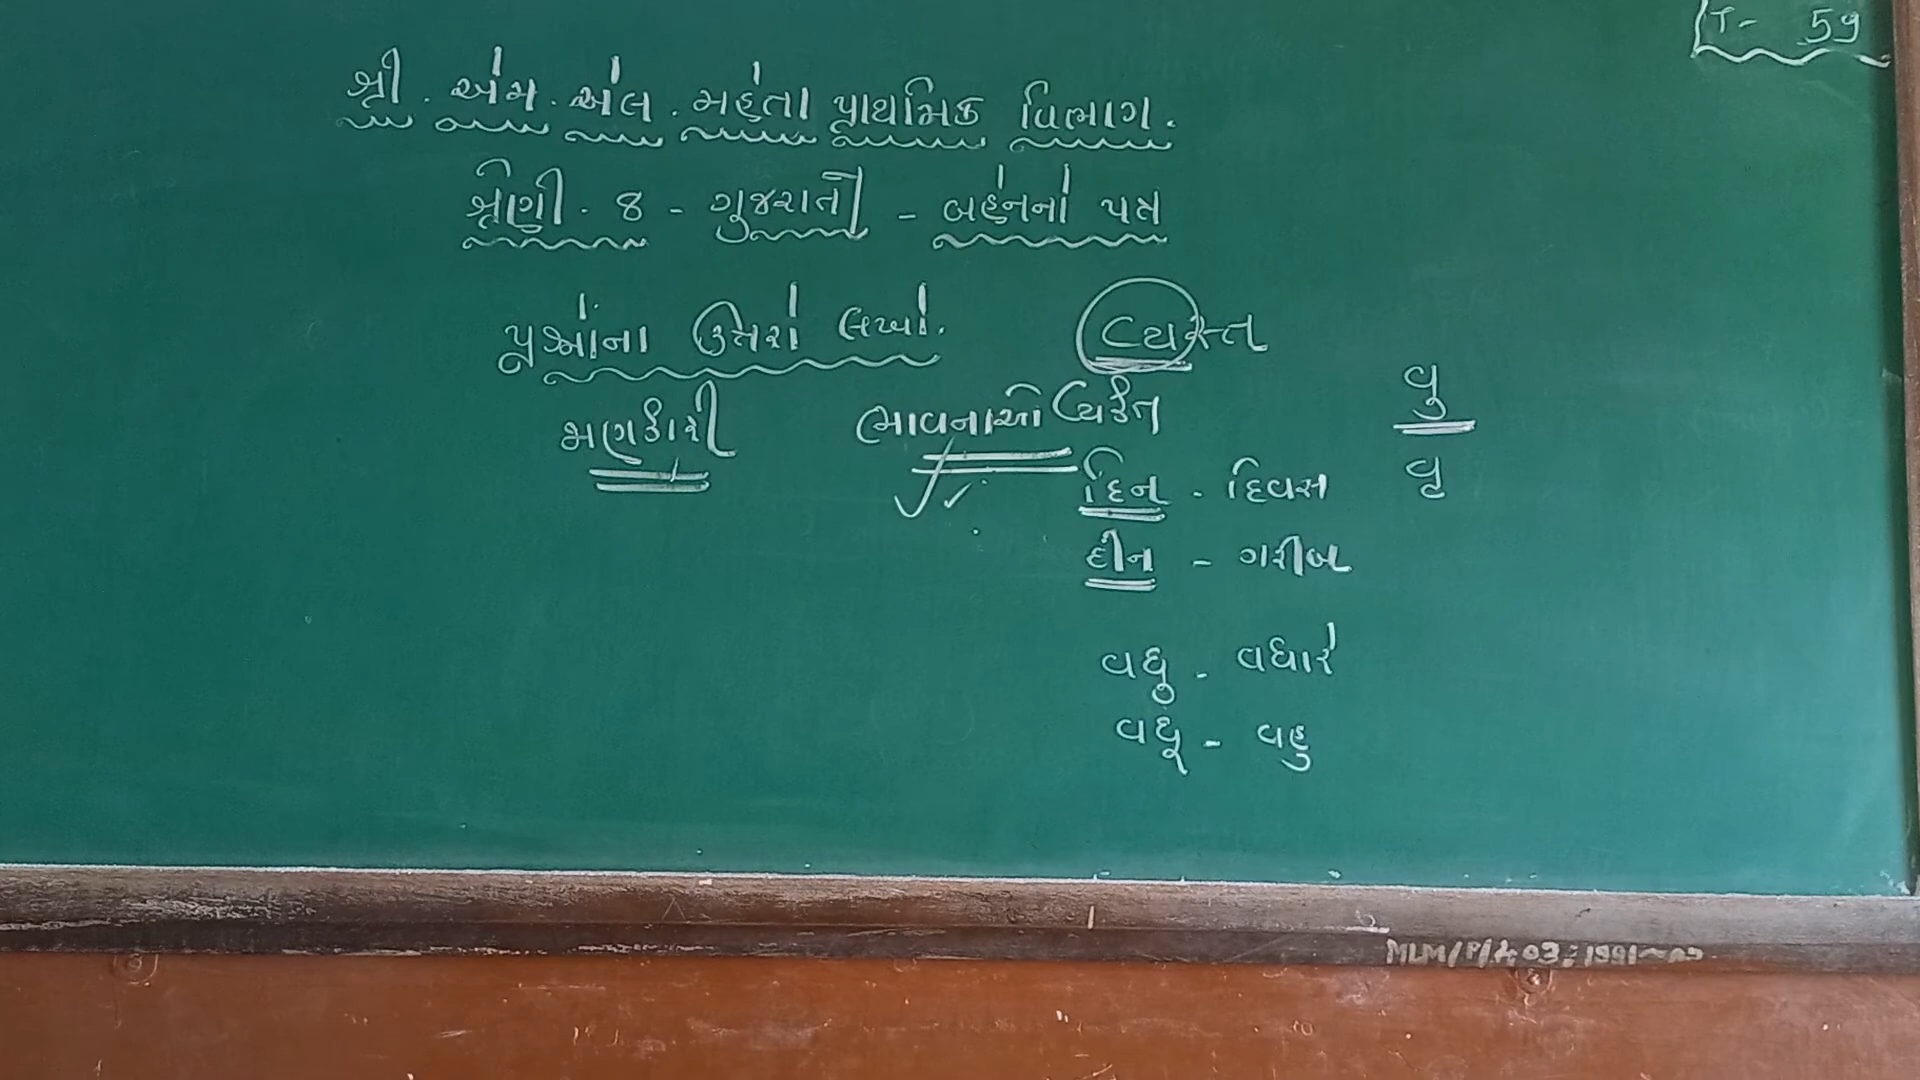 T- 59
શ્રી. એમ. એલ. મહેતા પ્રાથમિક વિભાગ.
શ્રેણી. 8 - ગુજરાતી - બહેનનો પત્ર
પ્રશ્નોના ઉત્તરો લખો. વ્યસ્ત
જાણકારી ભાવનાઓ વ્યક્ત
વુ
વૃ
દિન - દિવસ
દીન - ગરીબ
વધુ - વધારે
વધૂ - વહુ